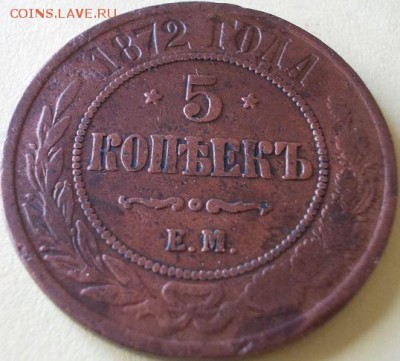 COINS.LAVE.RU
1872 ГОДА
5
КОПѢЕКЪ
Е.М.